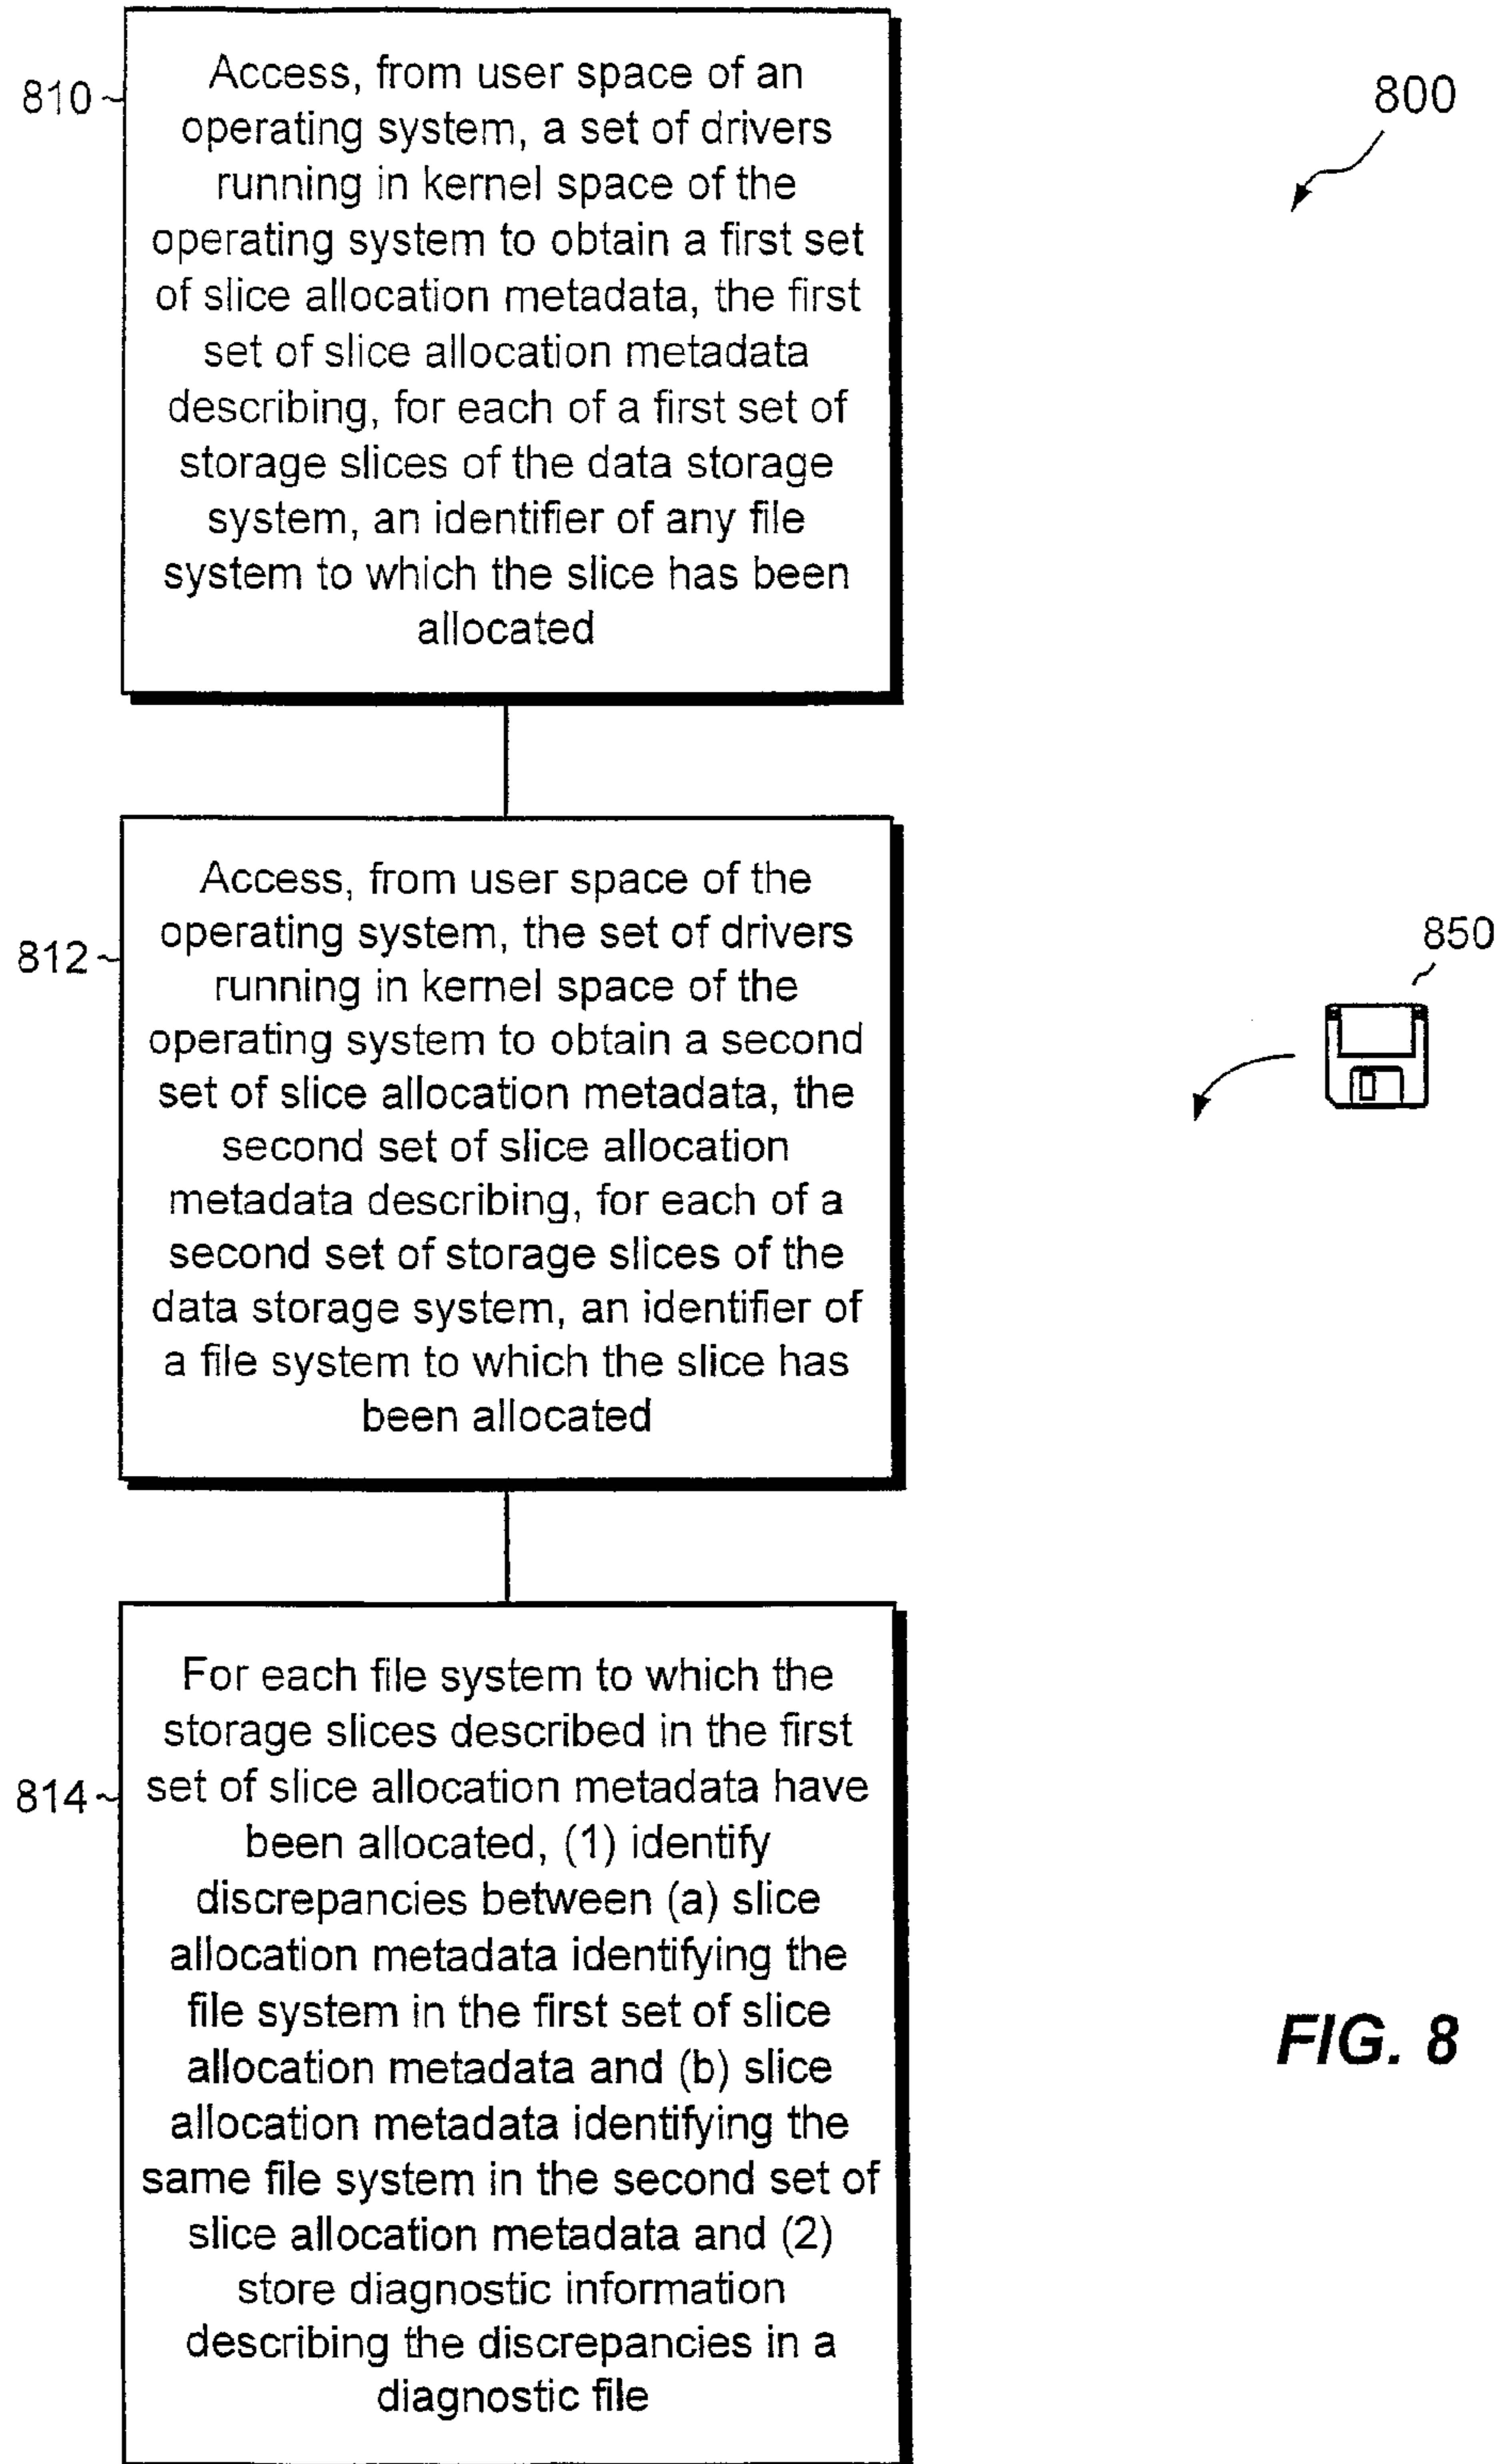 800
810
Access, from user space of an
operating system, a set of drivers
running in kernel space of the
operating system to obtain a first set
of slice allocation metadata, the first
set of slice allocation metadata
describing, for each of a first set of
storage slices of the data storage
system, an identifier of any file
system to which the slice has been
allocated
812
Access, from user space of the
operating system, the set of drivers
running in kernel space of the
operating system to obtain a second
set of slice allocation metadata, the
second set of slice allocation
metadata describing, for each of a
second set of storage slices of the
data storage system, an identifier of
a file system to which the slice has
been allocated
850
814
For each file system to which the
storage slices described in the first
set of slice allocation metadata have
been allocated, (1) identify
discrepancies between (a) slice
allocation metadata identifying the
file system in the first set of slice
allocation metadata and (b) slice
allocation metadata identifying the
same file system in the second set of
slice allocation metadata and (2)
store diagnostic information
describing the discrepancies in a
diagnostic file
FIG. 8